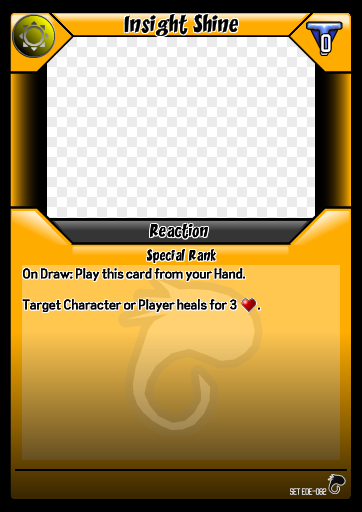 Insight Shine
0
Reaction
Special Rank
On Draw: Play this card from your Hand.
Target Character or Player heals for 3 .
SET EDE-082